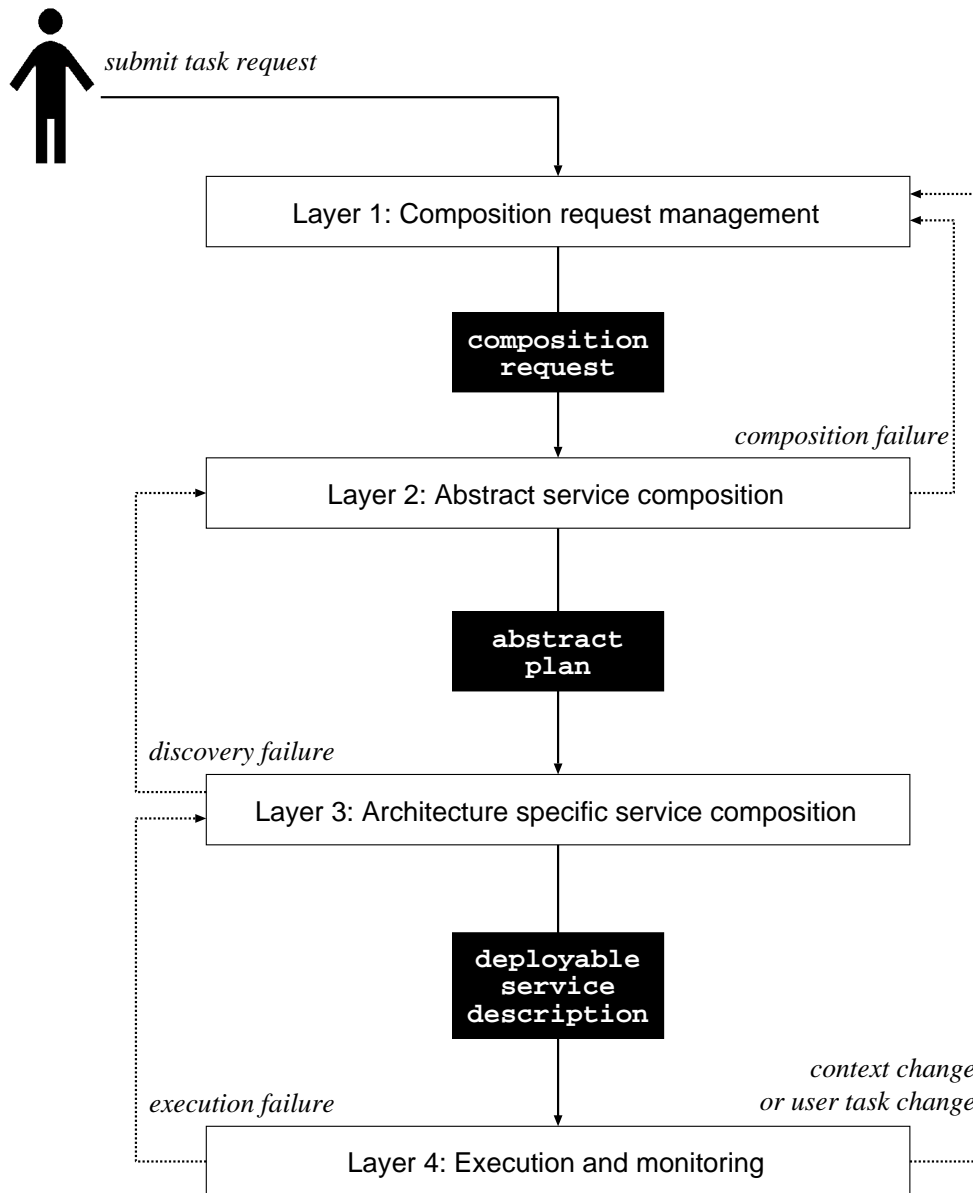 submit task request
Layer 1: Composition request management
composition
request
composition failure
Layer 2: Abstract service composition
abstract
plan
discovery failure
Layer 3: Architecture specific service composition
deployable
service
description
context change
or user task change
execution failure
Layer 4: Execution and monitoring